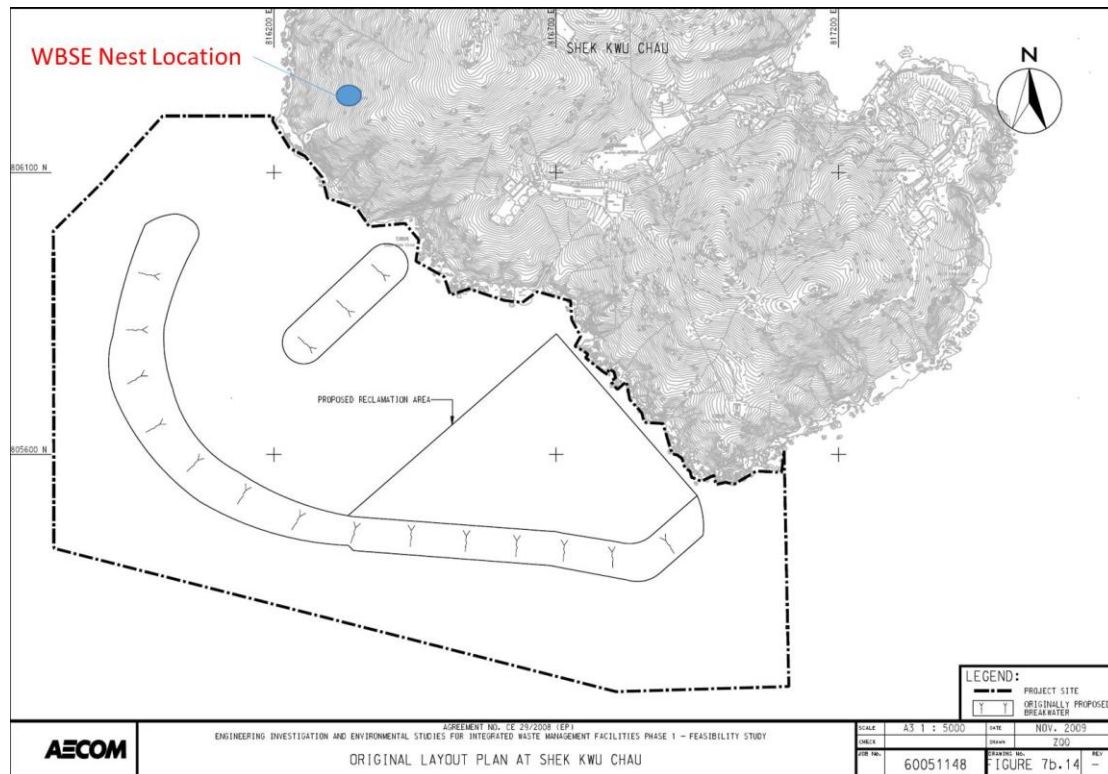 816200 E
816700 E
817200 E
SHEK KWU CHAU
WBSE Nest Location
N
806100 N
PROPOSED RECLAMATION AREA
805600 N
LEGEND:
PROJECT SITE
ORIGINALLY PROPOSED
BREAKWATER
AECOM
AGREEMENT NO. CE 29/2008 (EP)
ENGINEERING INVESTIGATION AND ENVIRONMENTAL STUDIES FOR INTEGRATED WASTE MANAGEMENT FACILITIES PHASE 1 - FEASIBILITY STUDY
ORIGINAL LAYOUT PLAN AT SHEK KWU CHAU
SCALE A3 1 : 5000 DATE NOV. 2009
CHECK DRAWN ZOO
JOB No. 60051148 DRAWING No. FIGURE 7b.14 REV -